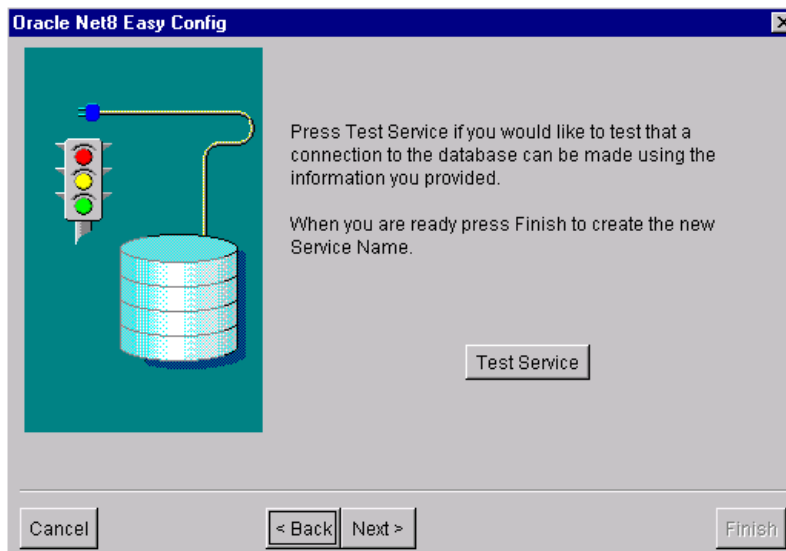 Oracle Net8 Easy Config
Press Test Service if you would like to test that a
connection to the database can be made using the
information you provided.
When you are ready press Finish to create the new
Service Name.
Test Service
Cancel
< Back
Next >
Finish